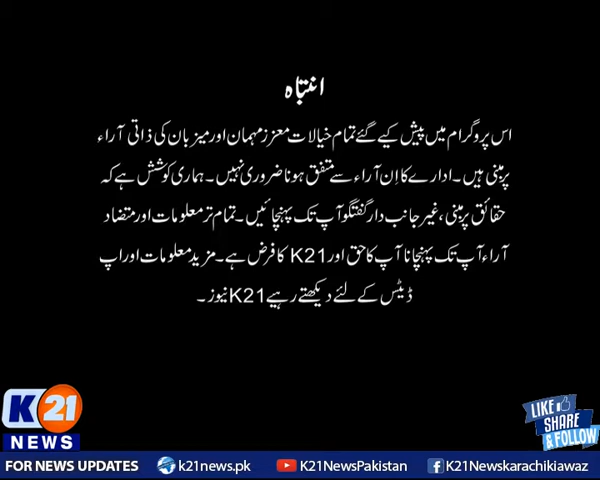 انتباہ
اس پروگرام میں پیش کیے گئے تمام خیالات معزز مہمان اور میزبان کی ذاتی آراء
پر مبنی ہیں۔ ادارے کا اِن آراء سے متفق ہونا ضروری نہیں۔ ہماری کوشش ہے کہ
حقائق پر مبنی، غیر جانب دار گفتگو آپ تک پہنچائیں۔ تمام تر معلومات اور متضاد
آراء آپ تک پہنچانا آپ کا حق اور K21 کا فرض ہے۔ مزید معلومات اور اپ
ڈیٹس کے لئے دیکھتے رہیے K21 نیوز۔
K21
NEWS
LIKE
SHARE
& FOLLOW
FOR NEWS UPDATES k21news.pk K21NewsPakistan K21Newskarachikiawaz